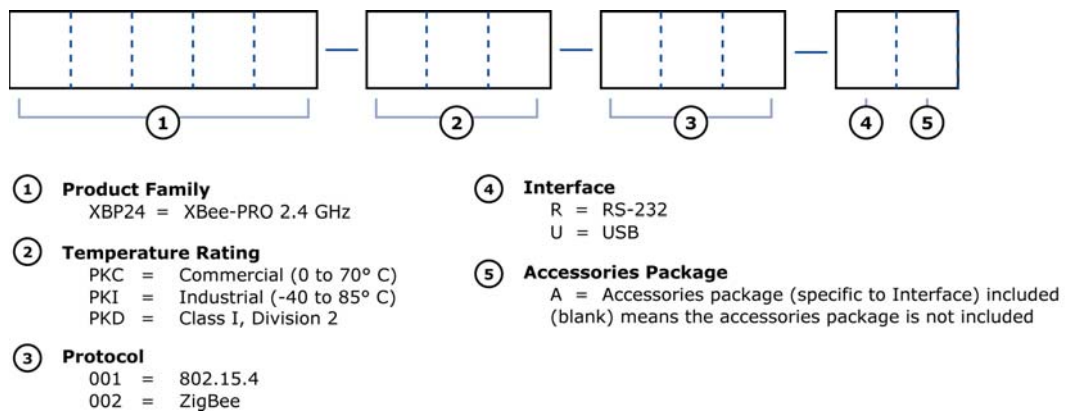 1 2 3 4 5
1 Product Family
XBP24 = XBee-PRO 2.4 GHz
2 Temperature Rating
PKC = Commercial (0 to 70° C)
PKI = Industrial (-40 to 85° C)
PKD = Class I, Division 2
3 Protocol
001 = 802.15.4
002 = ZigBee
4 Interface
R = RS-232
U = USB
5 Accessories Package
A = Accessories package (specific to Interface) included
(blank) means the accessories package is not included